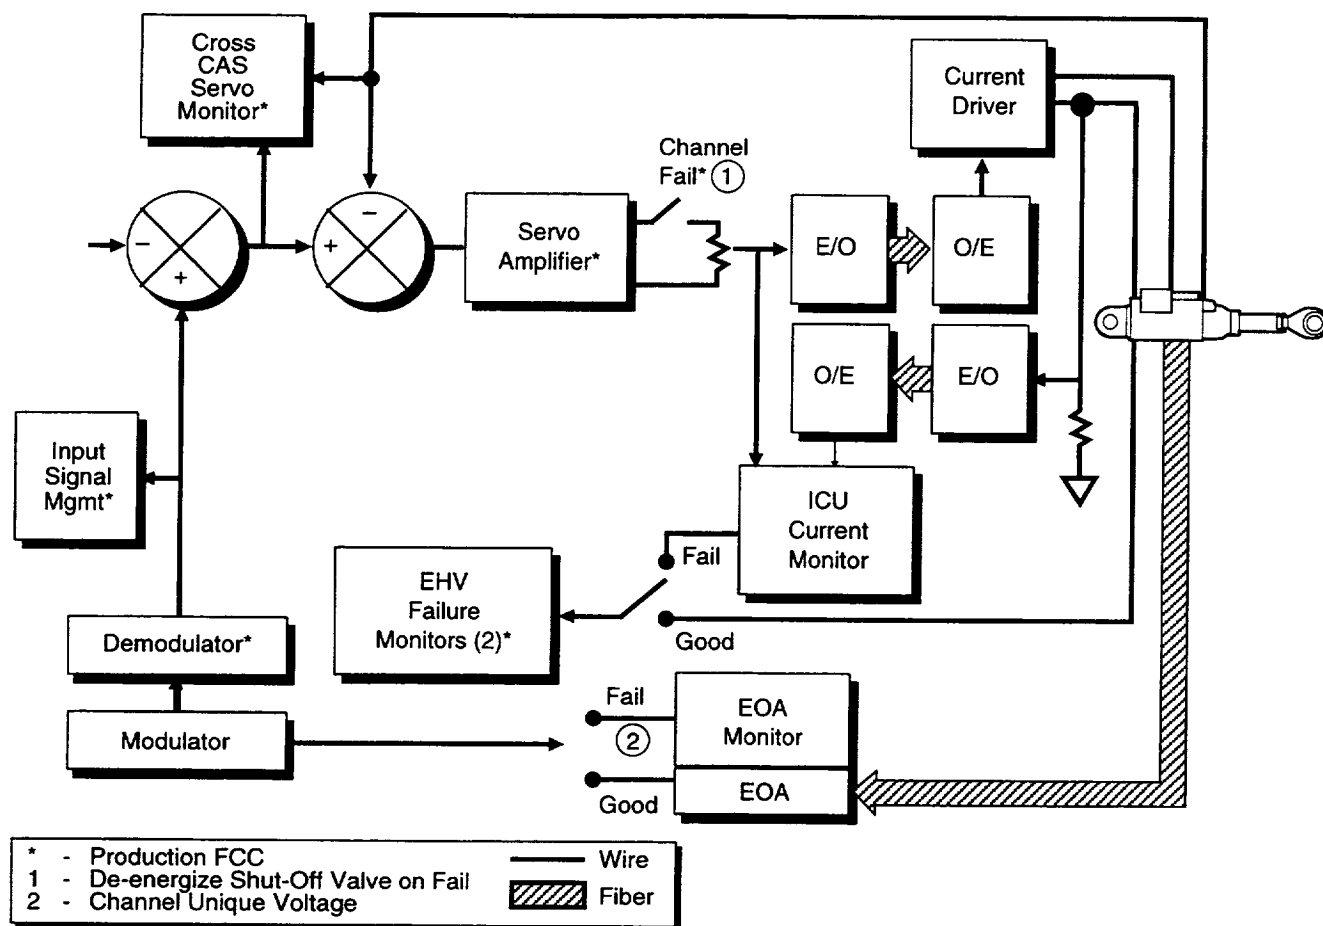 Cross
CAS
Servo
Monitor*
Current
Driver
Channel
Fail* 1
−
+
+
−
Servo
Amplifier*
E/O
O/E
O/E
E/O
Input
Signal
Mgmt*
ICU
Current
Monitor
Fail
Good
EHV
Failure
Monitors (2)*
Demodulator*
Modulator
Fail
2
Good
EOA
Monitor
EOA
* - Production FCC
1 - De-energize Shut-Off Valve on Fail
2 - Channel Unique Voltage
Wire
Fiber